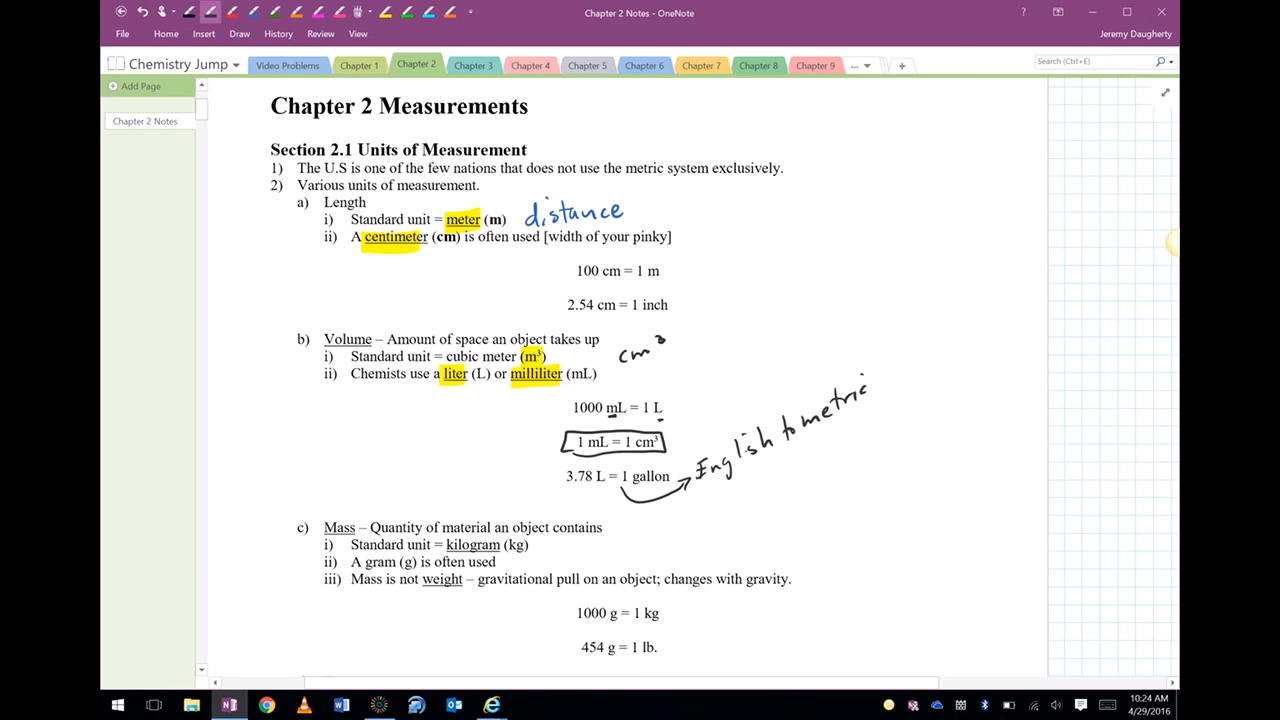 Chapter 2 Notes - OneNote
?
File Home Insert Draw History Review View
Jeremy Daugherty
Chemistry Jump
Video Problems Chapter 1 Chapter 2 Chapter 3 Chapter 4 Chapter 5 Chapter 6 Chapter 7 Chapter 8 Chapter 9 ... +
Search (Ctrl+E)
Add Page
Chapter 2 Notes
Chapter 2 Measurements
Section 2.1 Units of Measurement
1) The U.S is one of the few nations that does not use the metric system exclusively.
2) Various units of measurement.
a) Length
i) Standard unit = meter (m) distance
ii) A centimeter (cm) is often used [width of your pinky]
100 cm = 1 m
2.54 cm = 1 inch
b) Volume – Amount of space an object takes up
i) Standard unit = cubic meter (m³) cm³
ii) Chemists use a liter (L) or milliliter (mL)
1000 mL = 1 L
1 mL = 1 cm³
3.78 L = 1 gallon English to metric
c) Mass – Quantity of material an object contains
i) Standard unit = kilogram (kg)
ii) A gram (g) is often used
iii) Mass is not weight – gravitational pull on an object; changes with gravity.
1000 g = 1 kg
454 g = 1 lb.
10:24 AM
4/29/2016